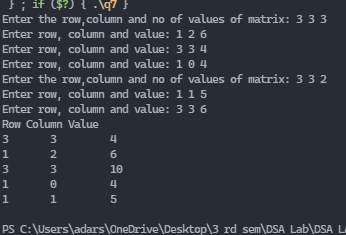 } ; if ($?) { .\q7 }
Enter the row,column and no of values of matrix: 3 3 3
Enter row, column and value: 1 2 6
Enter row, column and value: 3 3 4
Enter row, column and value: 1 0 4
Enter the row,column and no of values of matrix: 3 3 2
Enter row, column and value: 1 1 5
Enter row, column and value: 3 3 6
Row Column Value
3 3 4
1 2 6
3 3 10
1 0 4
1 1 5
PS C:\Users\adars\OneDrive\Desktop\3 rd sem\DSA Lab\DSA